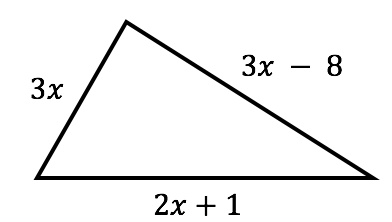 3x − 8
3x
2x + 1